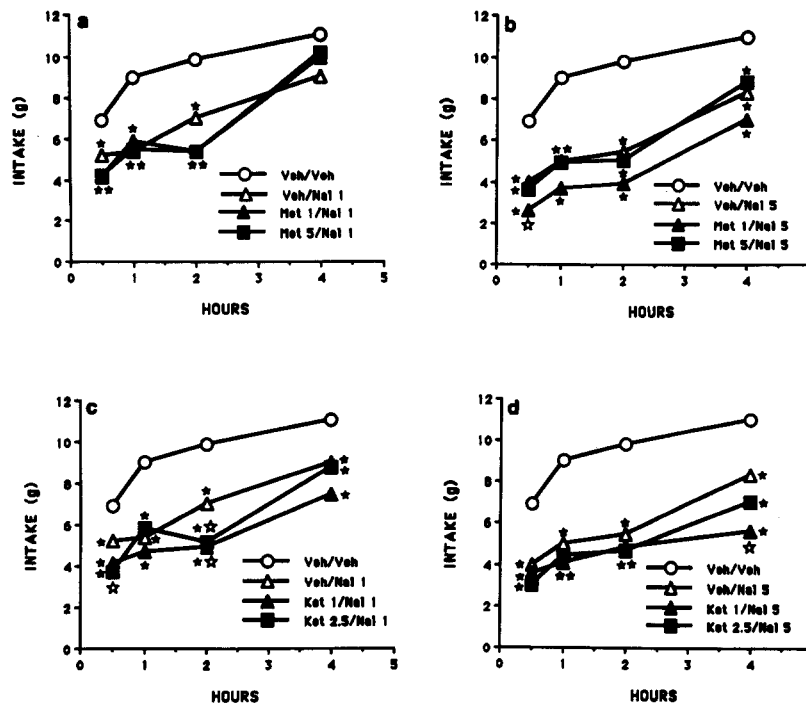 a
INTAKE (g)
12
10
8
6
4
2
0
0 1 2 3 4 5
HOURS
Veh/Veh
Veh/Nal 1
Met 1/Nal 1
Met 5/Nal 1
b
INTAKE (g)
12
10
8
6
4
2
0
0 1 2 3 4
HOURS
Veh/Veh
Veh/Nal 5
Met 1/Nal 5
Met 5/Nal 5
c
INTAKE (g)
12
10
8
6
4
2
0
0 1 2 3 4 5
HOURS
Veh/Veh
Veh/Nal 1
Ket 1/Nal 1
Ket 2.5/Nal 1
d
INTAKE (g)
12
10
8
6
4
2
0
0 1 2 3 4
HOURS
Veh/Veh
Veh/Nal 5
Ket 1/Nal 5
Ket 2.5/Nal 5